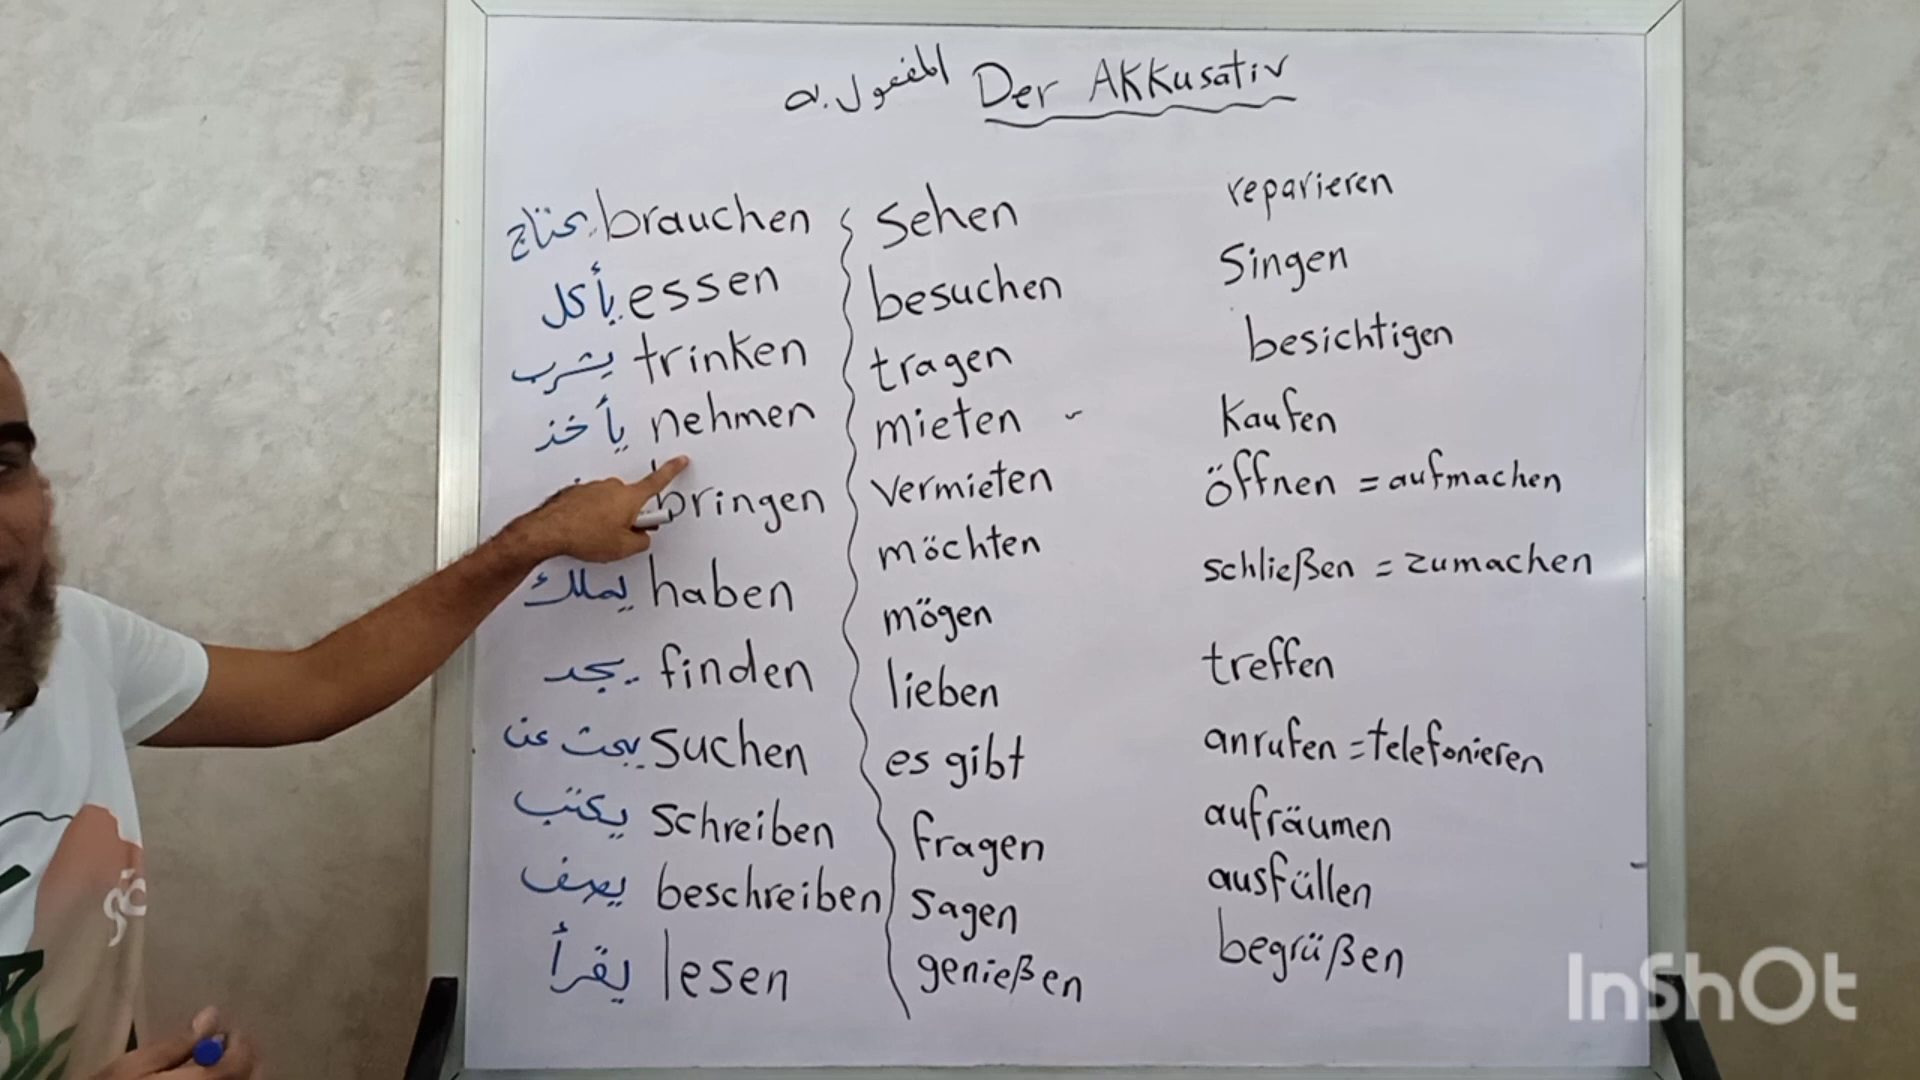 المفعول به Der Akkusativ
يحتاج brauchen
يأكل essen
يشرب trinken
يأخذ nehmen
bringen
يملك haben
يجد finden
يبحث عن suchen
يكتب schreiben
يصف beschreiben
يقرأ lesen
sehen
besuchen
tragen
mieten
vermieten
möchten
mögen
lieben
es gibt
fragen
sagen
genießen
reparieren
singen
besichtigen
kaufen
öffnen = aufmachen
schließen = zumachen
treffen
anrufen = telefonieren
aufräumen
ausfüllen
begrüßen
InShOt